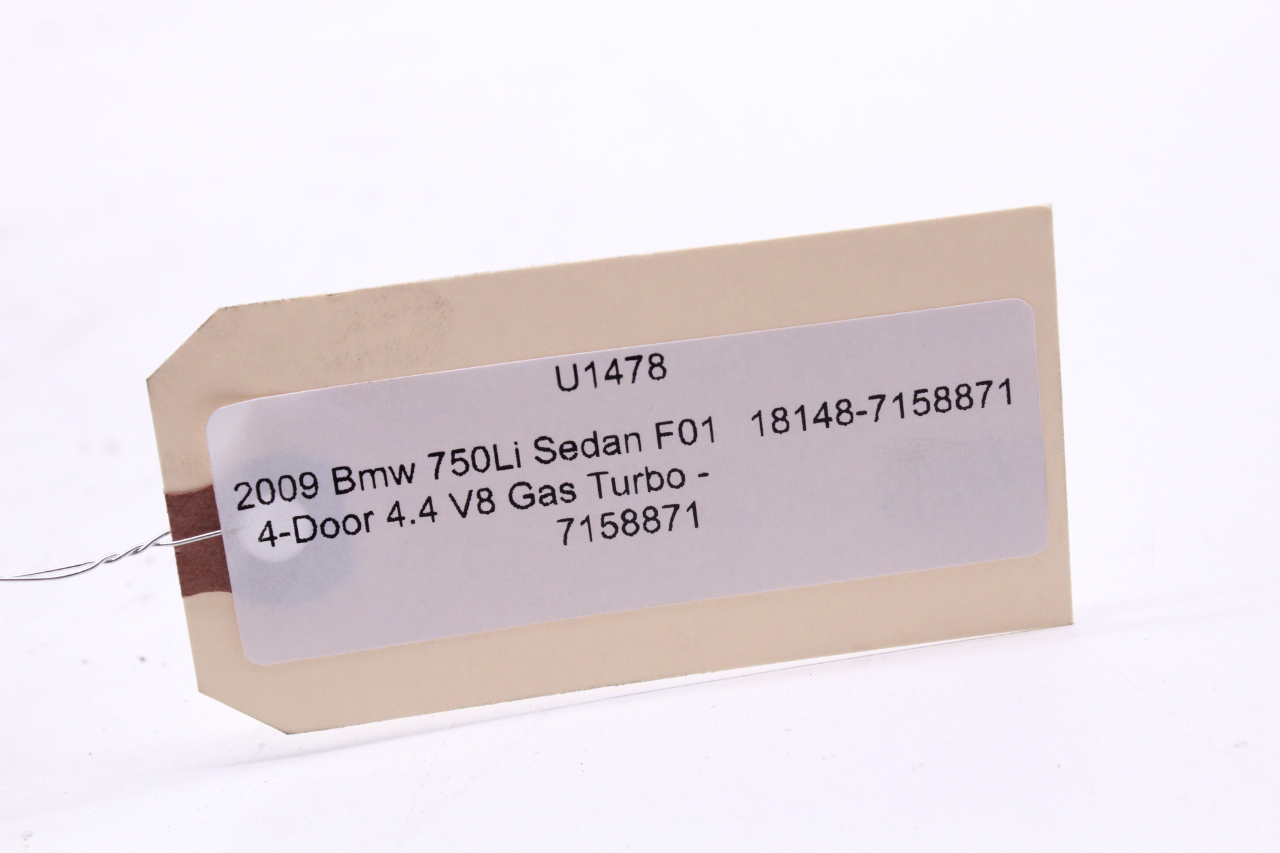 U1478
2009 Bmw 750Li Sedan F01 18148-7158871
4-Door 4.4 V8 Gas Turbo -
7158871